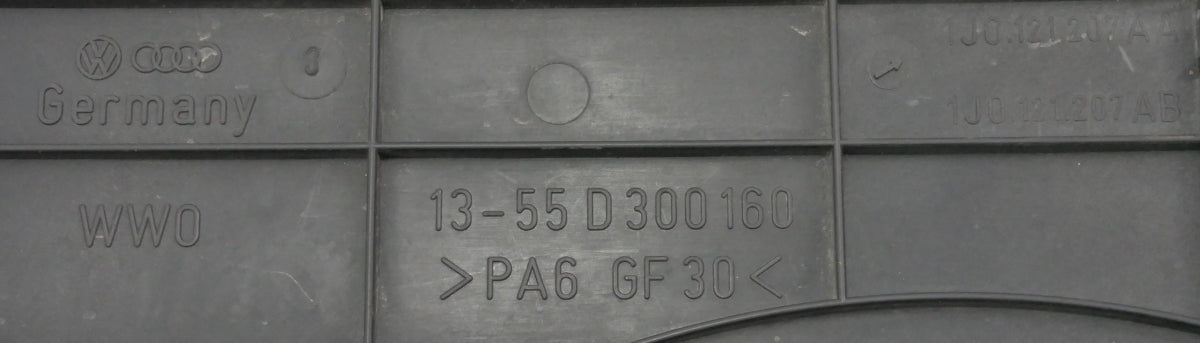 1J0.121.207 A A
Germany
1J0.121.207 AB
WWO
13-55 D 300 160
>PA6 GF 30<